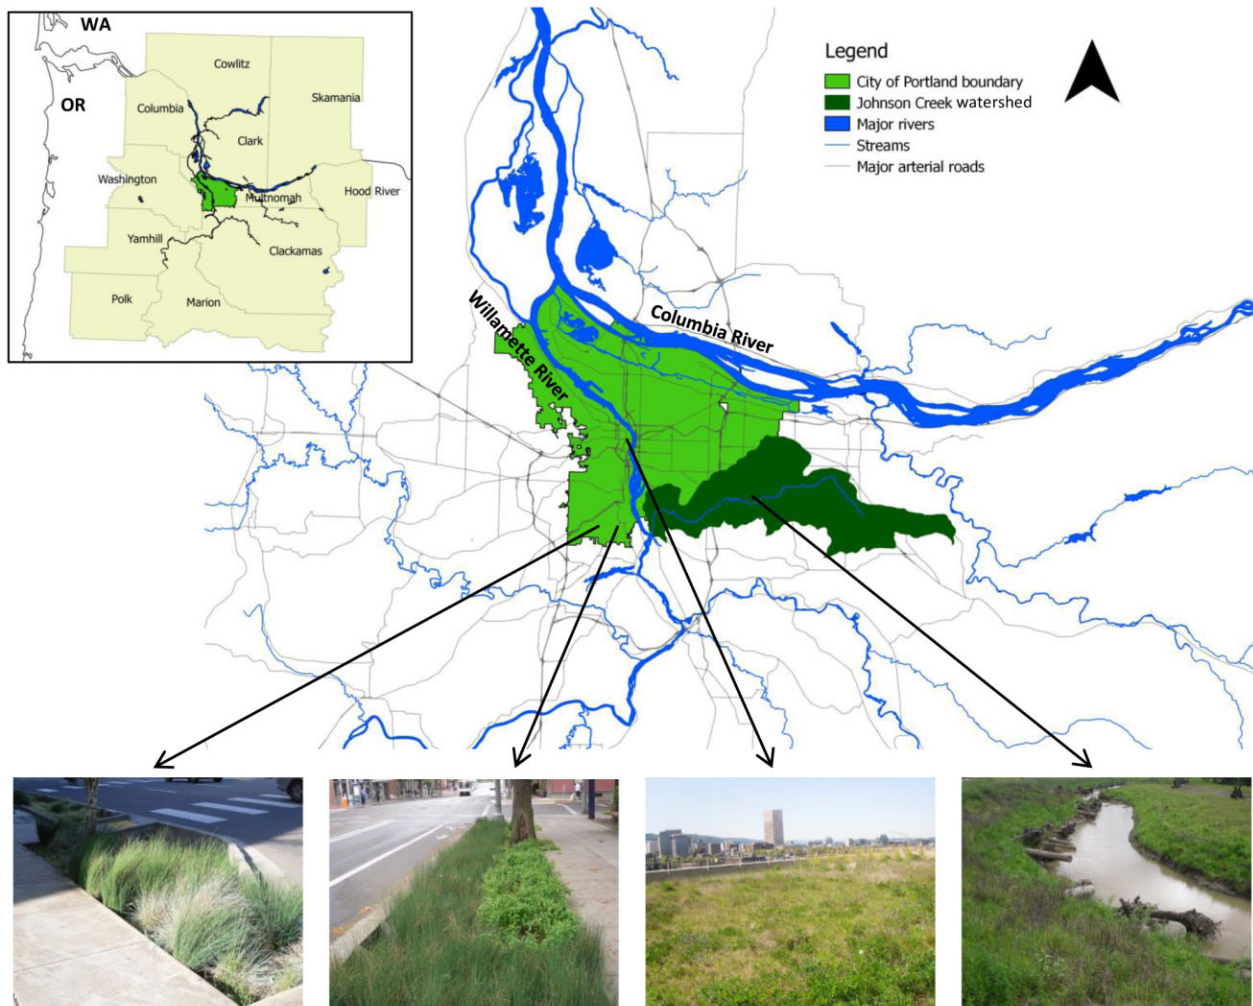 WA
OR
Cowlitz
Skamania
Columbia
Clark
Washington
Multnomah
Hood River
Yamhill
Clackamas
Polk
Marion
Legend
City of Portland boundary
Johnson Creek watershed
Major rivers
Streams
Major arterial roads
Willamette River
Columbia River